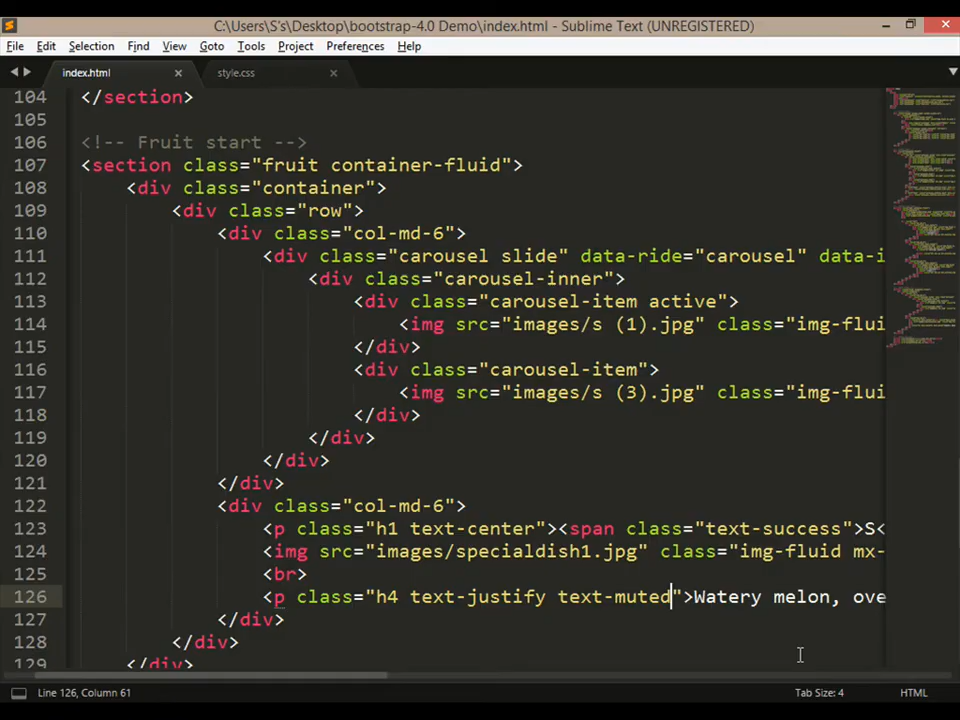 C:\Users\S's\Desktop\bootstrap-4.0 Demo\index.html - Sublime Text (UNREGISTERED)
File Edit Selection Find View Goto Tools Project Preferences Help
index.html style.css
104 </section>
105
106 <!-- Fruit start -->
107 <section class="fruit container-fluid">
108 <div class="container">
109 <div class="row">
110 <div class="col-md-6">
111 <div class="carousel slide" data-ride="carousel" data-i
112 <div class="carousel-inner">
113 <div class="carousel-item active">
114 <img src="images/s (1).jpg" class="img-flui
115 </div>
116 <div class="carousel-item">
117 <img src="images/s (3).jpg" class="img-flui
118 </div>
119 </div>
120 </div>
121 </div>
122 <div class="col-md-6">
123 <p class="h1 text-center"><span class="text-success">S<
124 <img src="images/specialdish1.jpg" class="img-fluid mx-
125 <br>
126 <p class="h4 text-justify text-muted">Watery melon, ove
127 </div>
128 </div>
129 </div>
Line 126, Column 61 Tab Size: 4 HTML